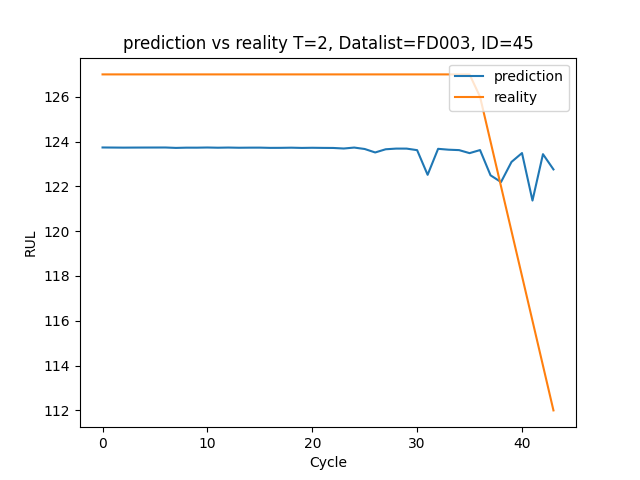 prediction vs reality T=2, Datalist=FD003, ID=45
prediction
reality
126
124
122
120
118
116
114
112
RUL
0 10 20 30 40
Cycle